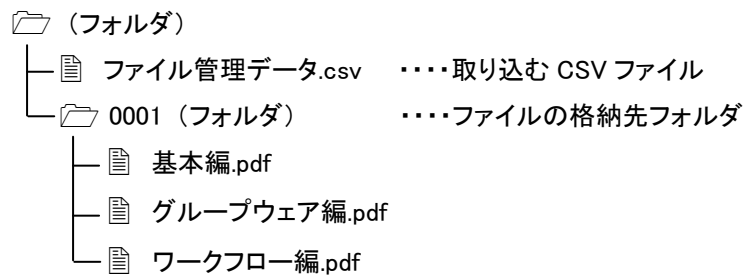 （フォルダ）
ファイル管理データ.csv ････取り込む CSV ファイル
0001（フォルダ） ････ファイルの格納先フォルダ
基本編.pdf
グループウェア編.pdf
ワークフロー編.pdf